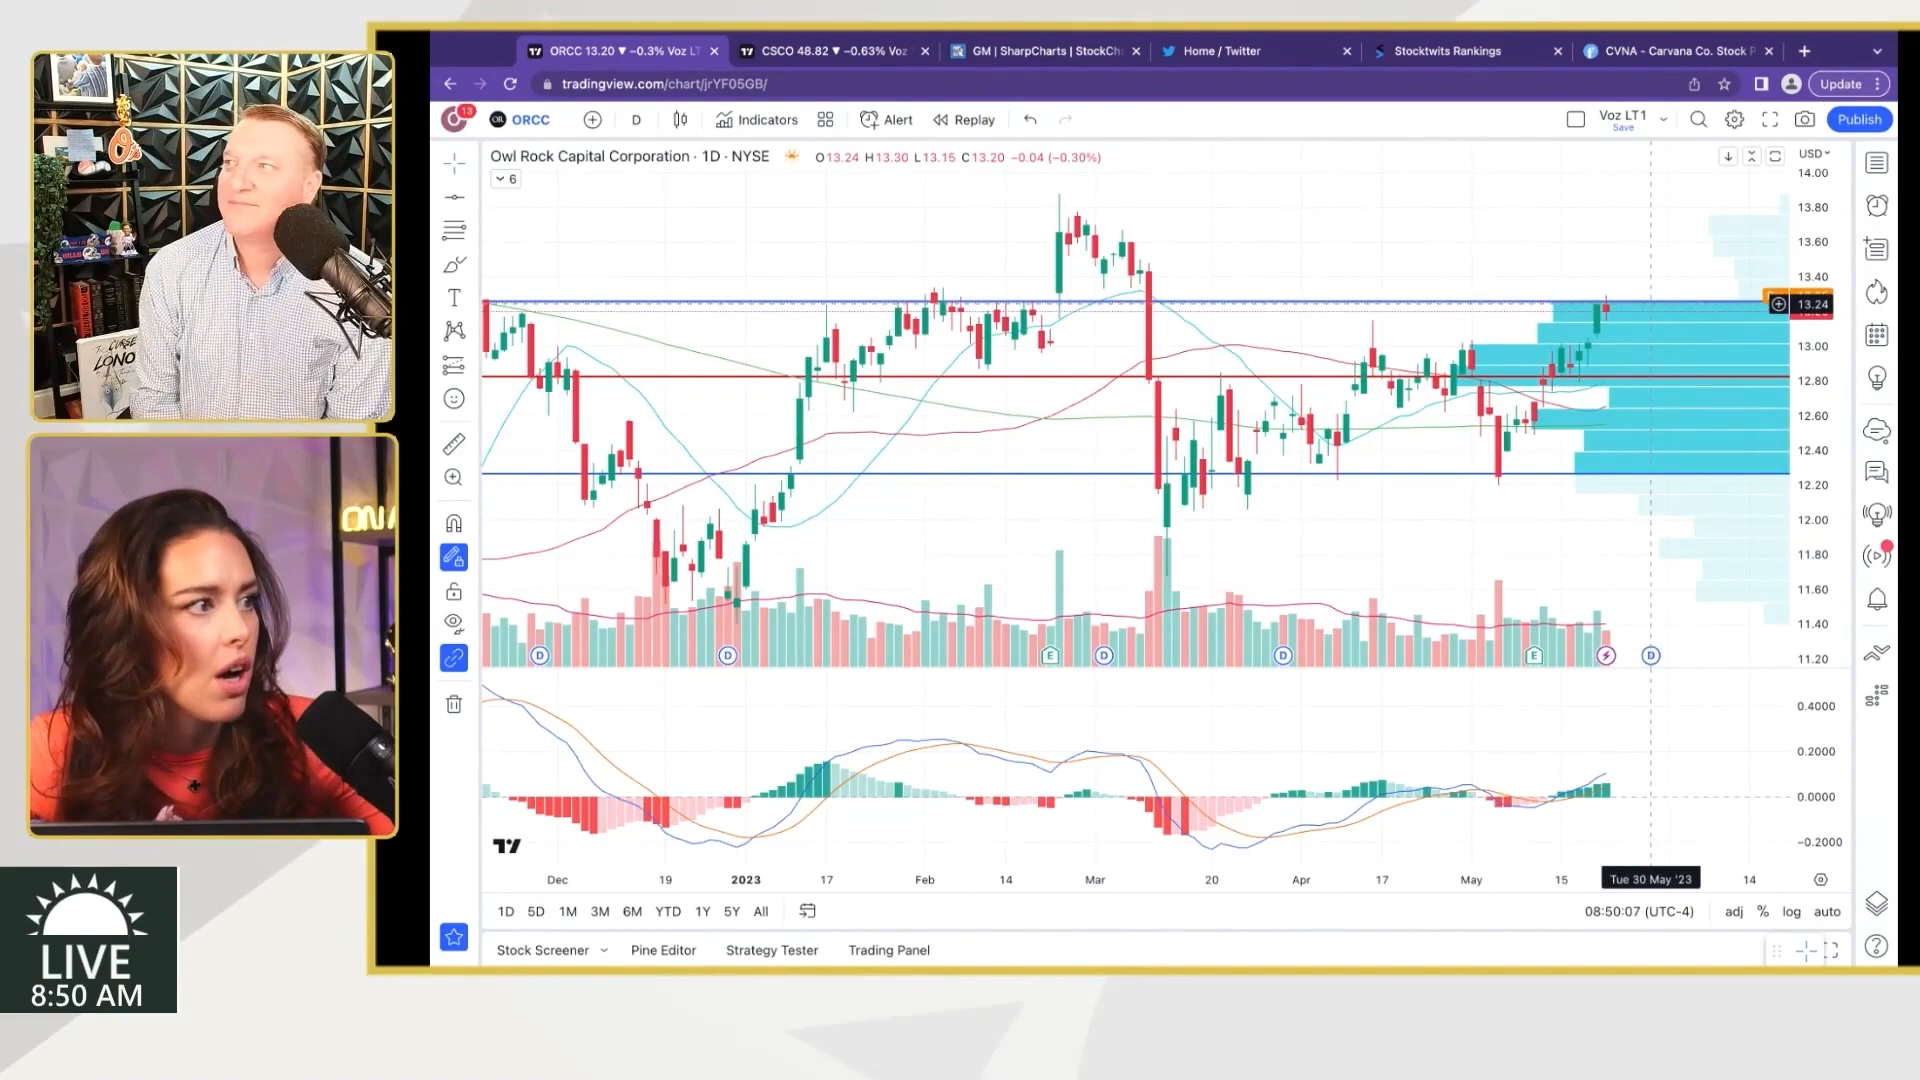 ORCC 13.20 ▼ −0.3% Voz LT
CSCO 48.82 ▼ −0.63% Voz
GM | SharpCharts | StockCh
Home / Twitter
Stocktwits Rankings
CVNA - Carvana Co. Stock P
tradingview.com/chart/jrYF05GB/
Update
13
OR
ORCC
D
Indicators
Alert
Replay
Voz LT1
Save
Publish
Owl Rock Capital Corporation · 1D · NYSE
O13.24 H13.30 L13.15 C13.20 −0.04 (−0.30%)
USD
6
14.00
13.80
13.60
13.40
13.24
13.00
12.80
12.60
12.40
12.20
12.00
11.80
11.60
11.40
11.20
D
D
E
D
D
E
D
0.4000
0.2000
0.0000
−0.2000
Dec
19
2023
17
Feb
14
Mar
20
Apr
17
May
15
Tue 30 May '23
14
1D
5D
1M
3M
6M
YTD
1Y
5Y
All
08:50:07 (UTC-4)
adj
%
log
auto
Stock Screener
Pine Editor
Strategy Tester
Trading Panel
THE CURSE
LONO
BILLS
ON A
LIVE
8:50 AM